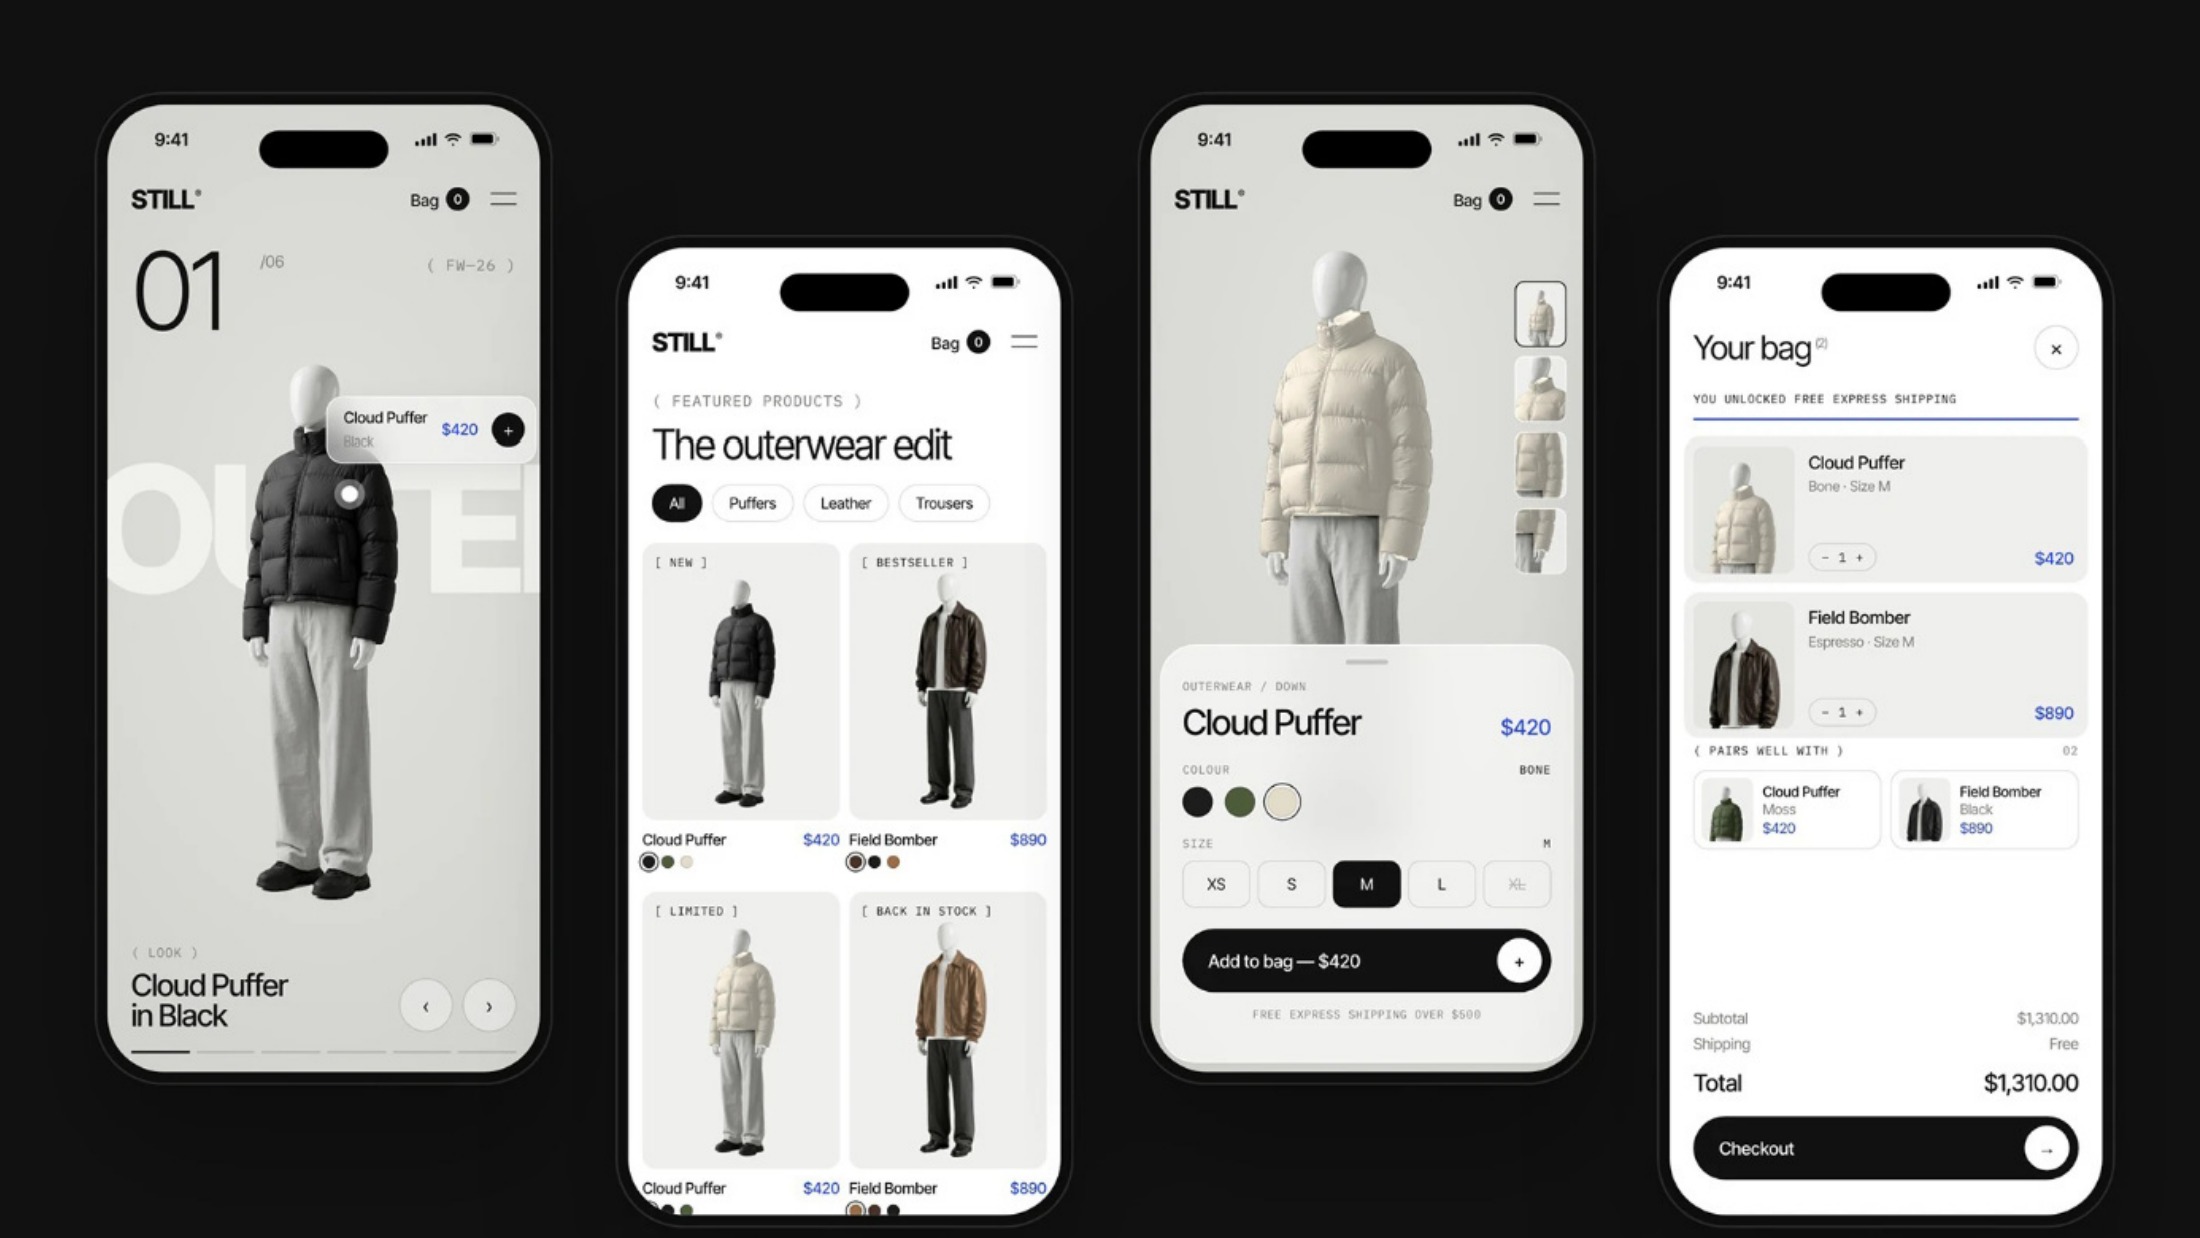 9:41
STILL®
Bag 0
01 /06 ( FW-26 )
Cloud Puffer
Black
$420 +
OUTE
( LOOK )
Cloud Puffer
in Black
‹ ›
9:41
STILL®
Bag 0
( FEATURED PRODUCTS )
The outerwear edit
All Puffers Leather Trousers
[ NEW ] [ BESTSELLER ]
Cloud Puffer $420 Field Bomber $890
[ LIMITED ] [ BACK IN STOCK ]
Cloud Puffer $420 Field Bomber $890
9:41
STILL®
Bag 0
OUTERWEAR / DOWN
Cloud Puffer $420
COLOUR BONE
SIZE M
XS S M L XL
Add to bag — $420 +
FREE EXPRESS SHIPPING OVER $500
9:41
Your bag (2) ×
YOU UNLOCKED FREE EXPRESS SHIPPING
Cloud Puffer
Bone · Size M
- 1 + $420
Field Bomber
Espresso · Size M
- 1 + $890
( PAIRS WELL WITH ) 02
Cloud Puffer
Moss
$420
Field Bomber
Black
$890
Subtotal $1,310.00
Shipping Free
Total $1,310.00
Checkout →